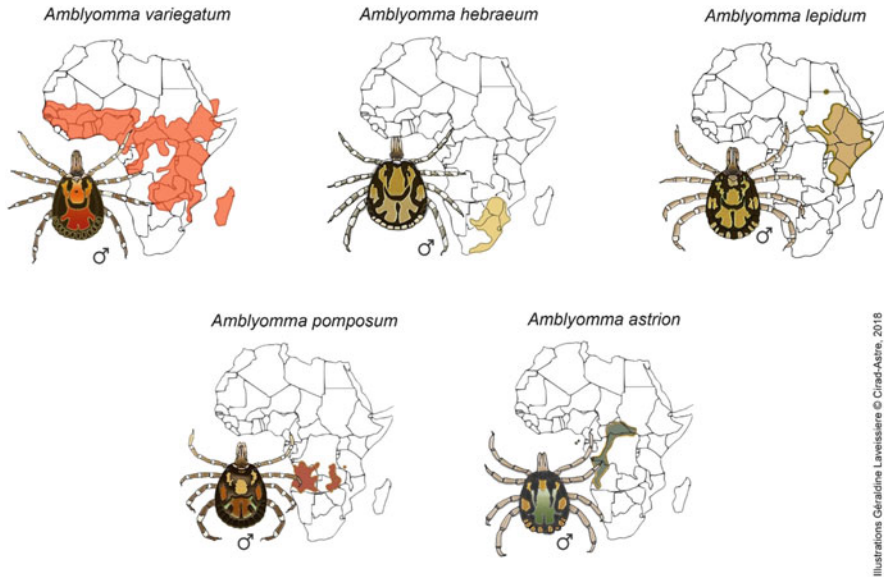 Amblyomma variegatum
Amblyomma hebraeum
Amblyomma lepidum
Amblyomma pomposum
Amblyomma astrion
Illustrations Géraldine Laveissiere © Cirad-Astre, 2018